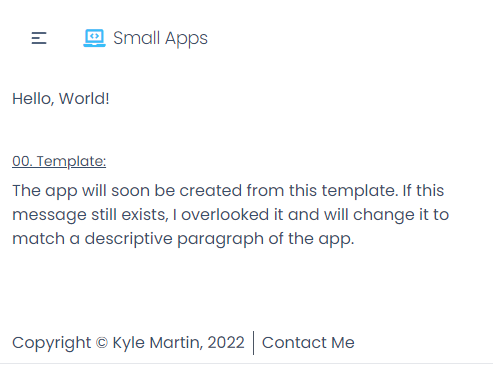 Small Apps
Hello, World!
00. Template:
The app will soon be created from this template. If this
message still exists, I overlooked it and will change it to
match a descriptive paragraph of the app.
Copyright © Kyle Martin, 2022 Contact Me